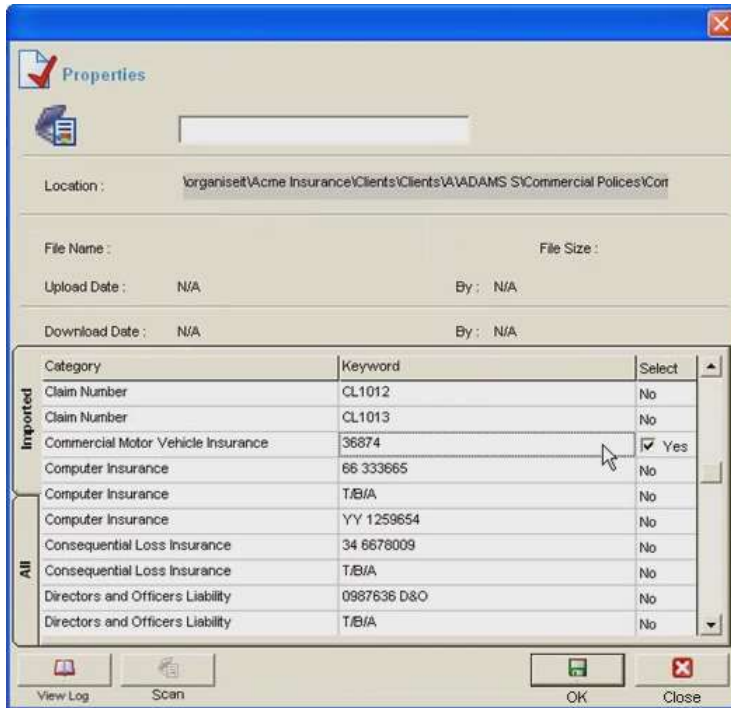 Properties
Location : \organiseit\Acme Insurance\Clients\Clients\A\ADAMS S\Commercial Polices\Com
File Name : File Size :
Upload Date : N/A By : N/A
Download Date : N/A By : N/A
Imported
All
Category Keyword Select
Claim Number CL1012 No
Claim Number CL1013 No
Commercial Motor Vehicle Insurance 36874 Yes
Computer Insurance 66 333665 No
Computer Insurance T/B/A No
Computer Insurance YY 1259654 No
Consequential Loss Insurance 34 6678009 No
Consequential Loss Insurance T/B/A No
Directors and Officers Liability 0987636 D&O No
Directors and Officers Liability T/B/A No
View Log Scan OK Close